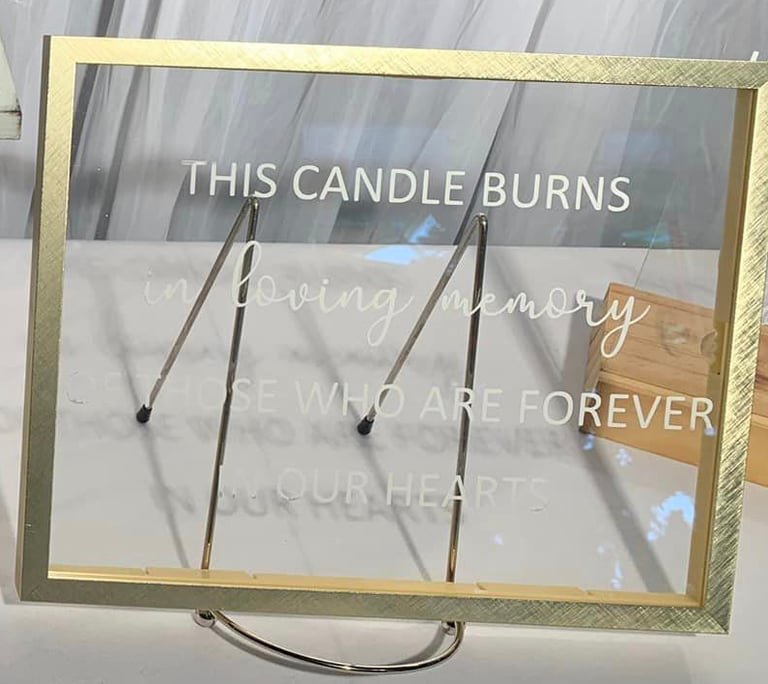 THIS CANDLE BURNS
in loving memory
OF THOSE WHO ARE FOREVER
IN OUR HEARTS